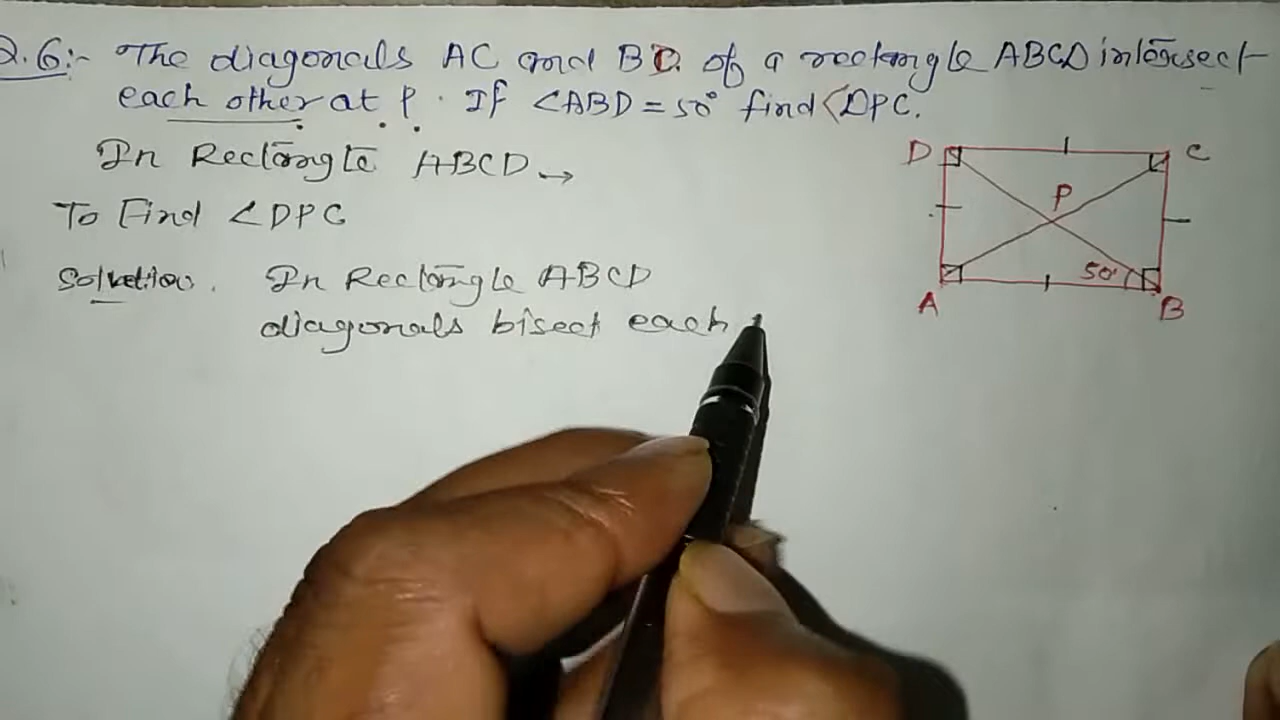 Q.6:- The diagonals AC and BD. of a rectangle ABCD intersect
each other at P. If ∠ABD = 50° find ∠DPC.
In Rectangle ABCD →
To Find ∠DPC
Solution. In Rectangle ABCD
diagonals bisect each
D C
P
50°
A B